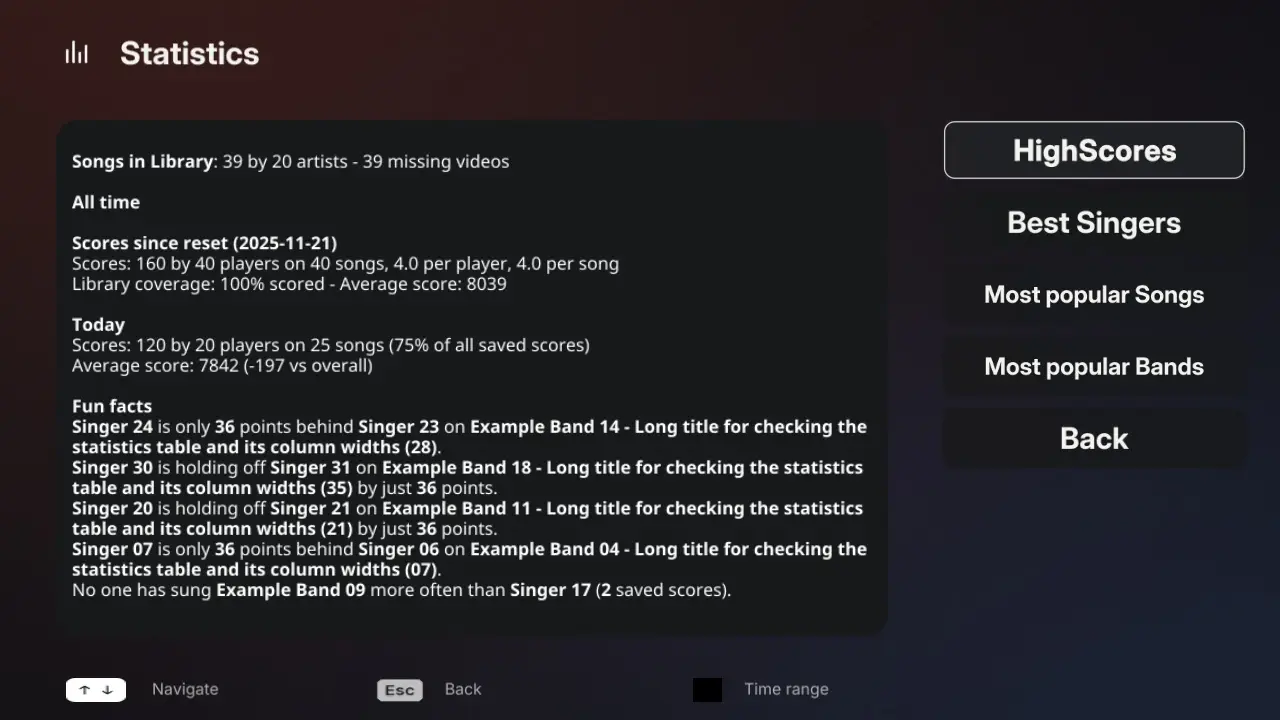 Statistics
Songs in Library: 39 by 20 artists - 39 missing videos
All time
Scores since reset (2025-11-21)
Scores: 160 by 40 players on 40 songs, 4.0 per player, 4.0 per song
Library coverage: 100% scored - Average score: 8039
Today
Scores: 120 by 20 players on 25 songs (75% of all saved scores)
Average score: 7842 (-197 vs overall)
Fun facts
Singer 24 is only 36 points behind Singer 23 on Example Band 14 - Long title for checking the
statistics table and its column widths (28).
Singer 30 is holding off Singer 31 on Example Band 18 - Long title for checking the statistics
table and its column widths (35) by just 36 points.
Singer 20 is holding off Singer 21 on Example Band 11 - Long title for checking the statistics
table and its column widths (21) by just 36 points.
Singer 07 is only 36 points behind Singer 06 on Example Band 04 - Long title for checking the
statistics table and its column widths (07).
No one has sung Example Band 09 more often than Singer 17 (2 saved scores).
HighScores
Best Singers
Most popular Songs
Most popular Bands
Back
↑ ↓ Navigate
Esc Back
Time range